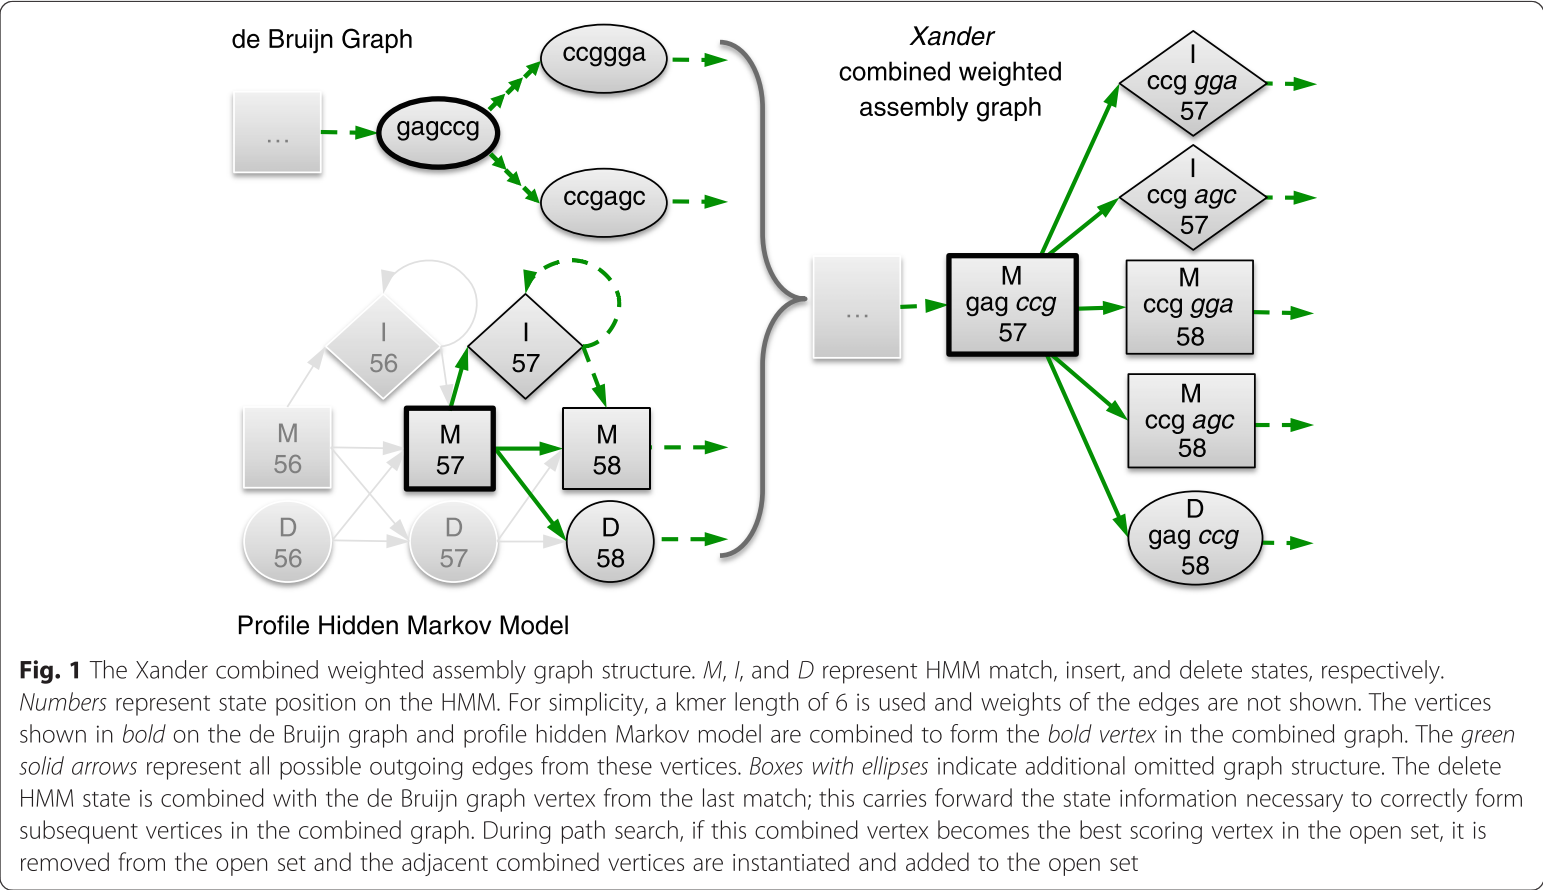 de Bruijn Graph
...
gagccg
ccggga
ccgagc
I
56
I
57
M
56
M
57
M
58
D
56
D
57
D
58
Profile Hidden Markov Model
Xander
combined weighted
assembly graph
...
M
gag ccg
57
I
ccg gga
57
I
ccg agc
57
M
ccg gga
58
M
ccg agc
58
D
gag ccg
58
Fig. 1 The Xander combined weighted assembly graph structure. M, I, and D represent HMM match, insert, and delete states, respectively.
Numbers represent state position on the HMM. For simplicity, a kmer length of 6 is used and weights of the edges are not shown. The vertices
shown in bold on the de Bruijn graph and profile hidden Markov model are combined to form the bold vertex in the combined graph. The green
solid arrows represent all possible outgoing edges from these vertices. Boxes with ellipses indicate additional omitted graph structure. The delete
HMM state is combined with the de Bruijn graph vertex from the last match; this carries forward the state information necessary to correctly form
subsequent vertices in the combined graph. During path search, if this combined vertex becomes the best scoring vertex in the open set, it is
removed from the open set and the adjacent combined vertices are instantiated and added to the open set